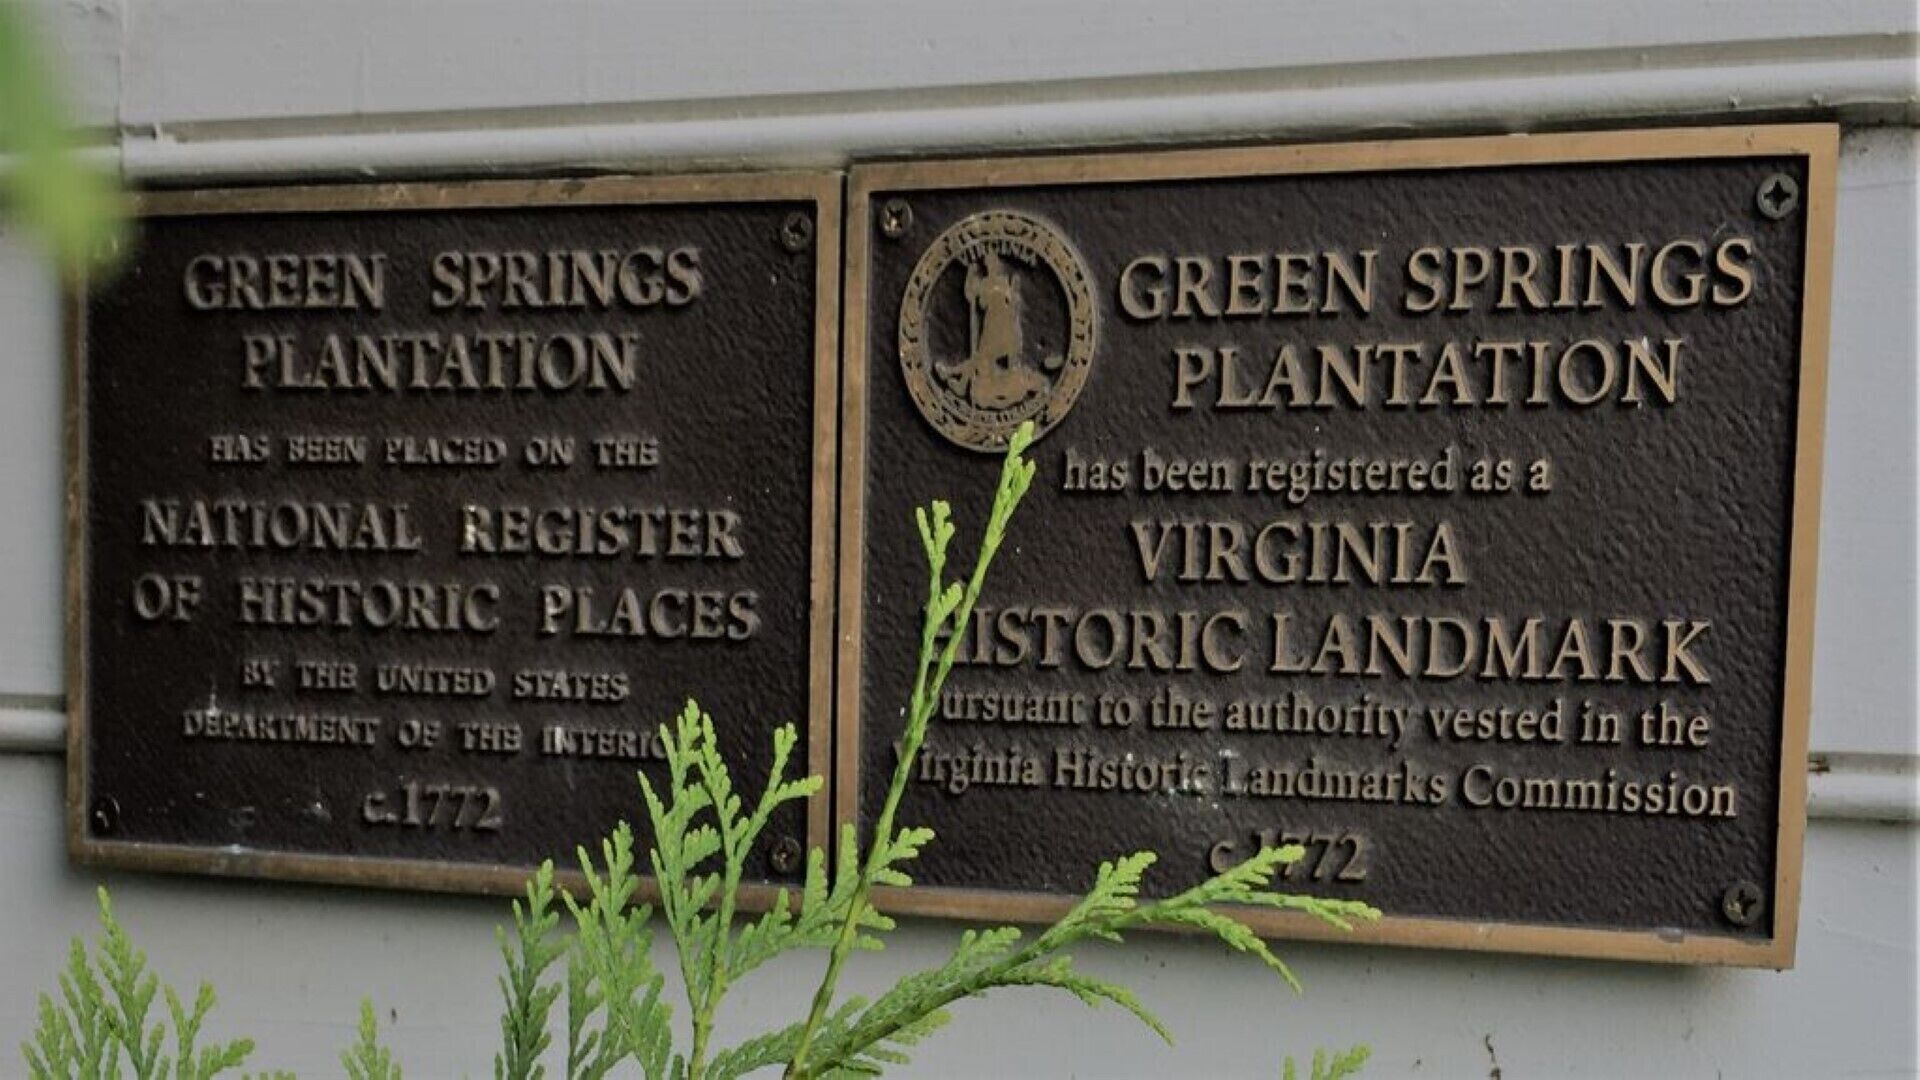 GREEN SPRINGS
PLANTATION
HAS BEEN PLACED ON THE
NATIONAL REGISTER
OF HISTORIC PLACES
BY THE UNITED STATES
DEPARTMENT OF THE INTERIO
c.1772
VIRGINIA
GREEN SPRINGS
PLANTATION
has been registered as a
VIRGINIA
HISTORIC LANDMARK
pursuant to the authority vested in the
Virginia Historic Landmarks Commission
c.1772